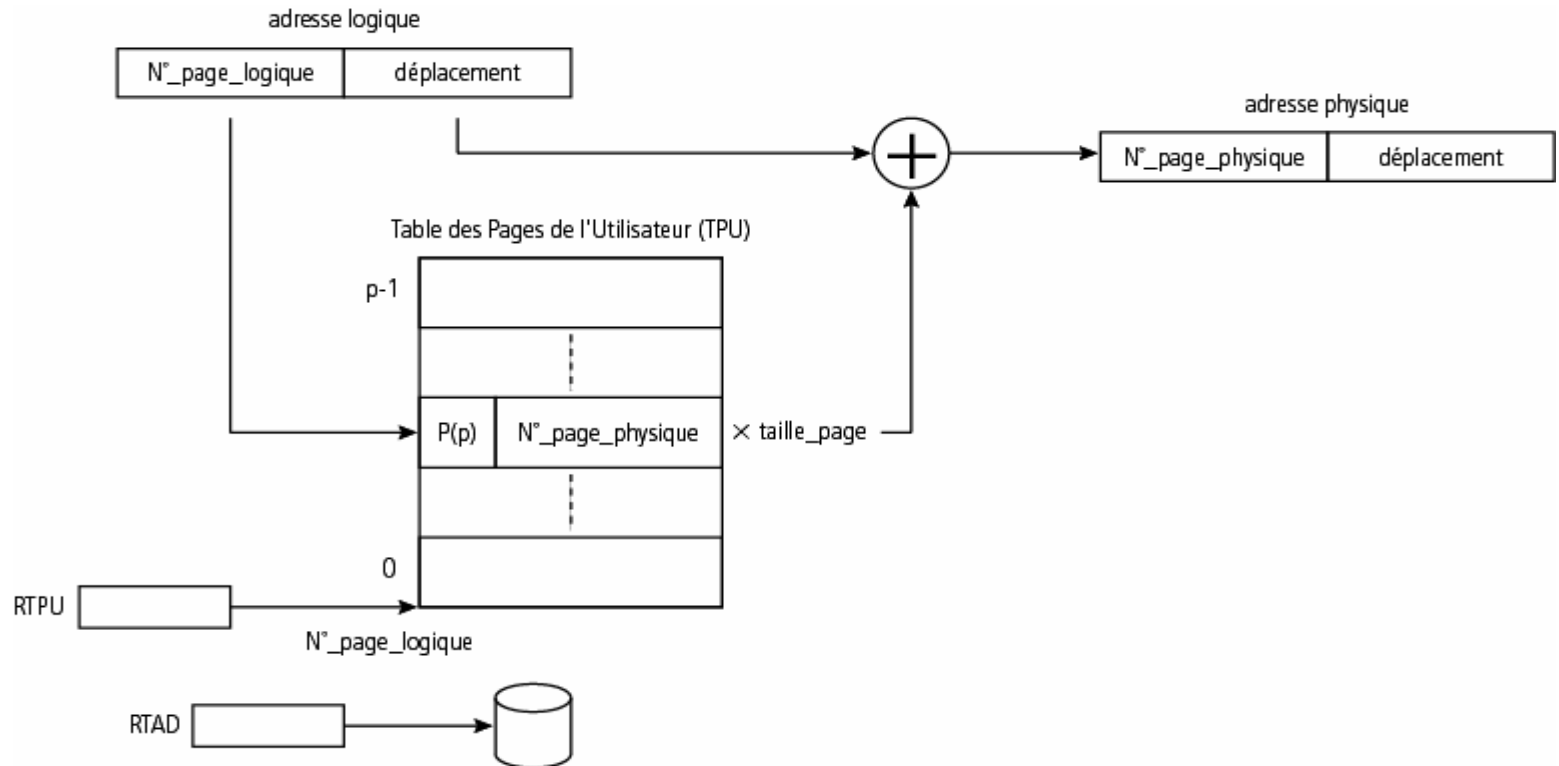 adresse logique
N°_page_logique déplacement
adresse physique
N°_page_physique déplacement
Table des Pages de l'Utilisateur (TPU)
p-1
P(p) N°_page_physique × taille_page
0
RTPU
N°_page_logique
RTAD